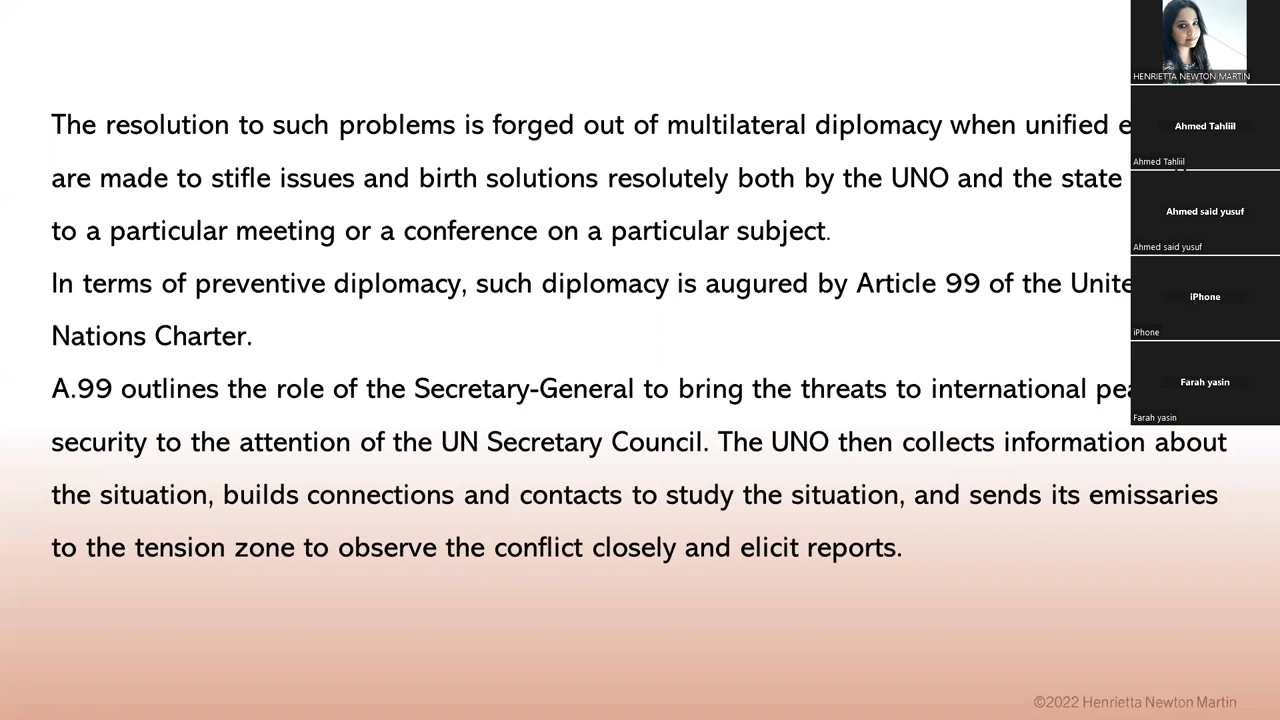 The resolution to such problems is forged out of multilateral diplomacy when unified
are made to stifle issues and birth solutions resolutely both by the UNO and the state
to a particular meeting or a conference on a particular subject.
In terms of preventive diplomacy, such diplomacy is augured by Article 99 of the
Nations Charter.
A.99 outlines the role of the Secretary-General to bring the threats to international
security to the attention of the UN Secretary Council. The UNO then collects information about
the situation, builds connections and contacts to study the situation, and sends its emissaries
to the tension zone to observe the conflict closely and elicit reports.
©2022 Henrietta Newton Martin
HENRIETTA NEWTON MARTIN
Ahmed Tahliil
Ahmed Tahliil
Ahmed said yusuf
Ahmed said yusuf
iPhone
iPhone
Farah yasin
Farah yasin